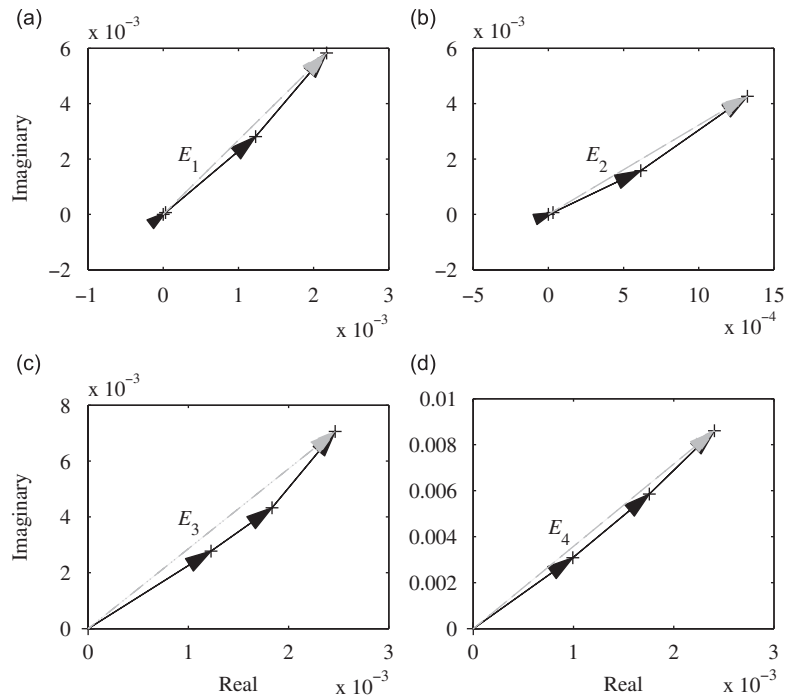 (a)
x 10⁻³
6
4
2
0
−2
Imaginary
E₁
−1 0 1 2 3
x 10⁻³
(b)
x 10⁻³
6
4
2
0
−2
E₂
−5 0 5 10 15
x 10⁻⁴
(c)
x 10⁻³
8
6
4
2
0
Imaginary
E₃
0 1 2 3
Real
x 10⁻³
(d)
0.01
0.008
0.006
0.004
0.002
0
E₄
0 1 2 3
Real
x 10⁻³